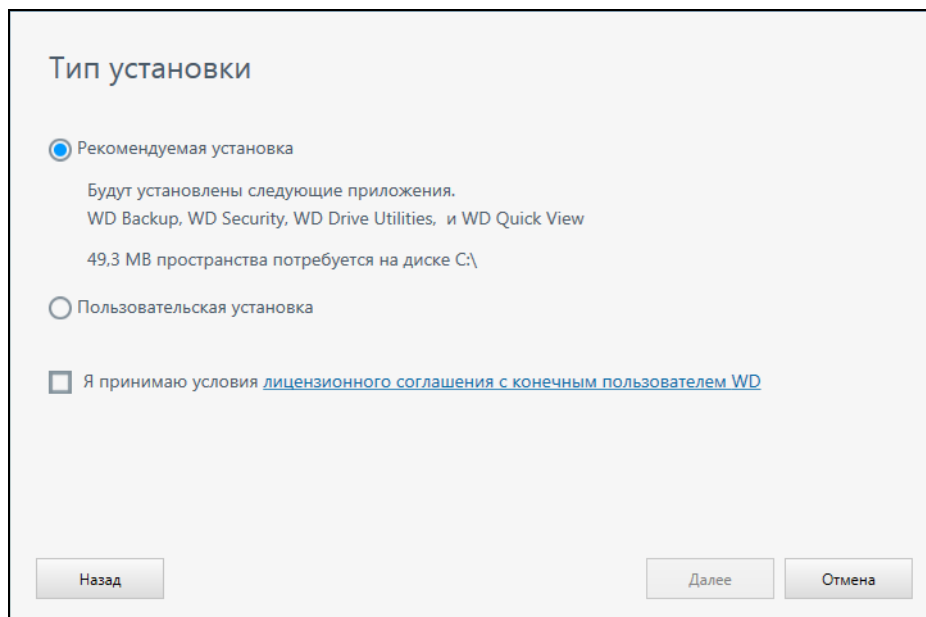 Тип установки
Рекомендуемая установка
Будут установлены следующие приложения.
WD Backup, WD Security, WD Drive Utilities,  и WD Quick View
49,3 MB пространства потребуется на диске C:\
Пользовательская установка
Я принимаю условия лицензионного соглашения с конечным пользователем WD
Назад
Далее
Отмена